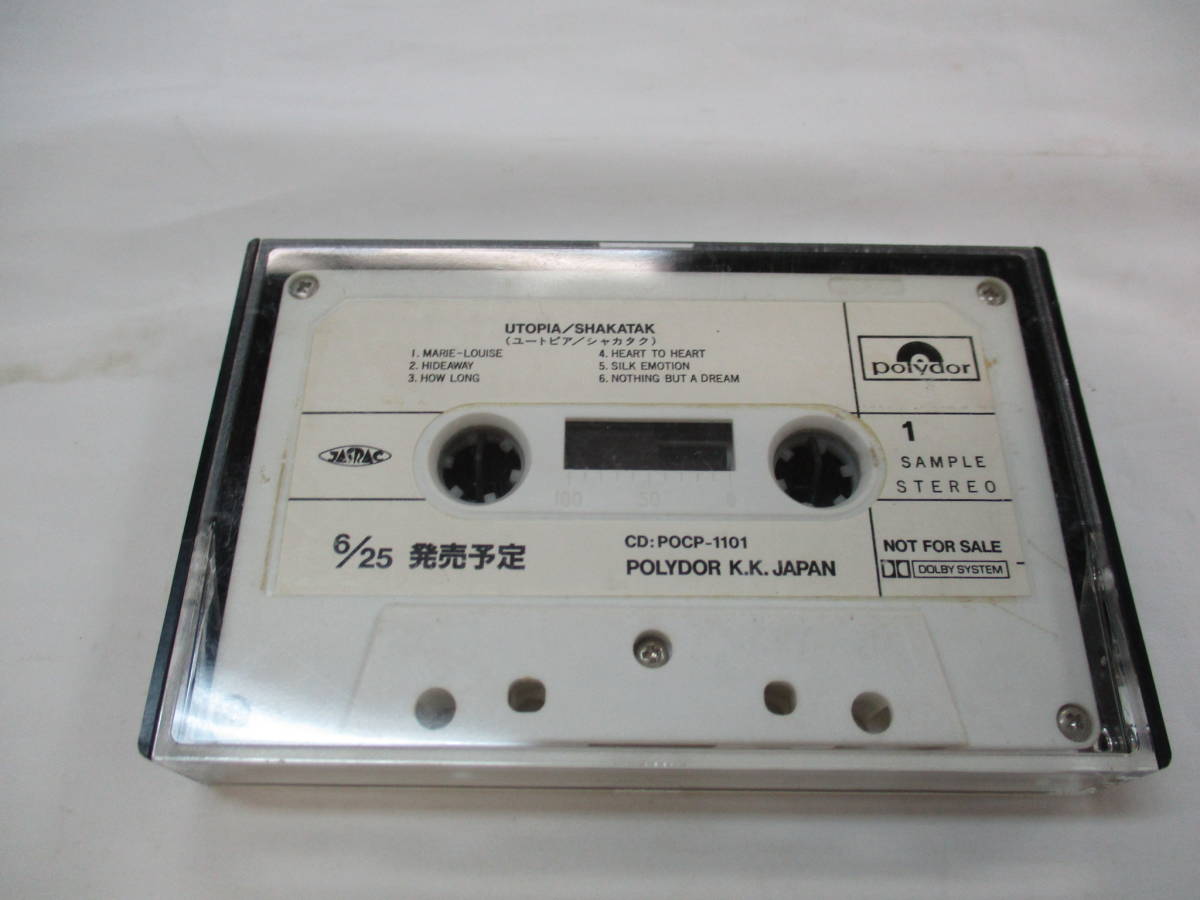 UTOPIA/SHAKATAK
(ユートピア/シャカタク)
1. MARIE-LOUISE
2. HIDEAWAY
3. HOW LONG
4. HEART TO HEART
5. SILK EMOTION
6. NOTHING BUT A DREAM
polydor
JASRAC
1
SAMPLE
STEREO
100 50 0
6/25 発売予定
CD:POCP-1101
POLYDOR K.K. JAPAN
NOT FOR SALE
DOLBY SYSTEM